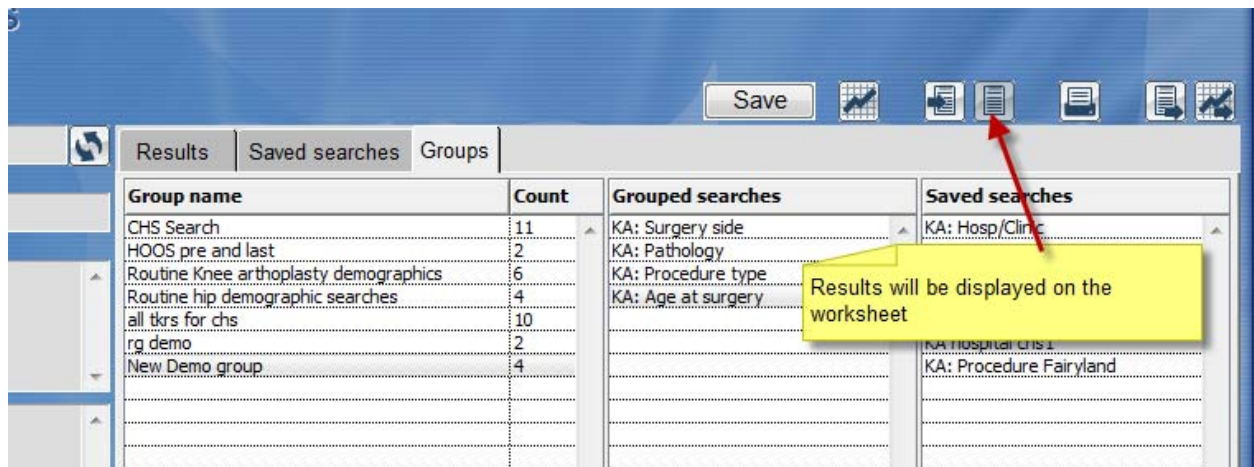 s
Save
Results Saved searches Groups
Group name Count Grouped searches Saved searches
CHS Search 11 KA: Surgery side KA: Hosp/Clinic
HOOS pre and last 2 KA: Pathology
Routine Knee arthoplasty demographics 6 KA: Procedure type
Routine hip demographic searches 4 KA: Age at surgery
Results will be displayed on the
worksheet
all tkrs for chs 10
rg demo 2 KA hospital chs1
New Demo group 4 KA: Procedure Fairyland